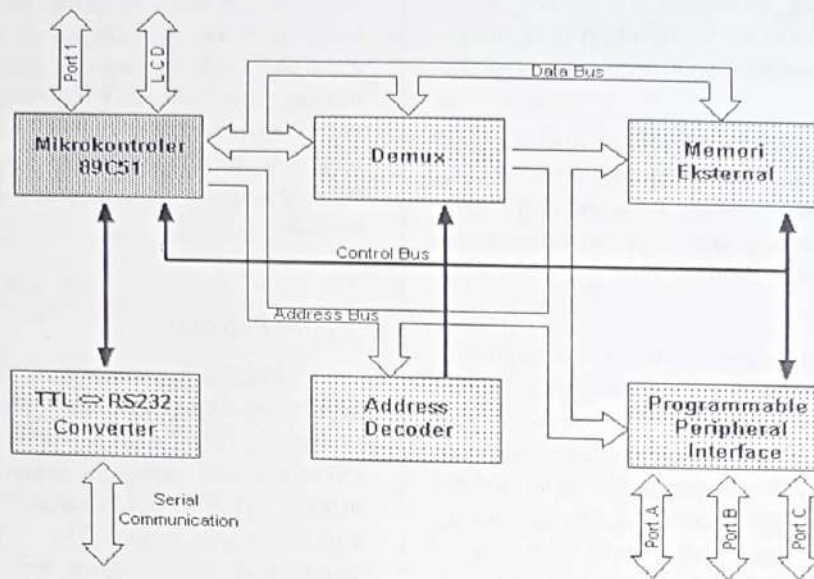 Port 1
LCD
Data Bus
Mikrokontroler
89C51
Demux
Memori
Eksternal
Control Bus
Address Bus
TTL ⇔ RS232
Converter
Address
Decoder
Programmable
Peripheral
Interface
Serial
Communication
Port A
Port B
Port C